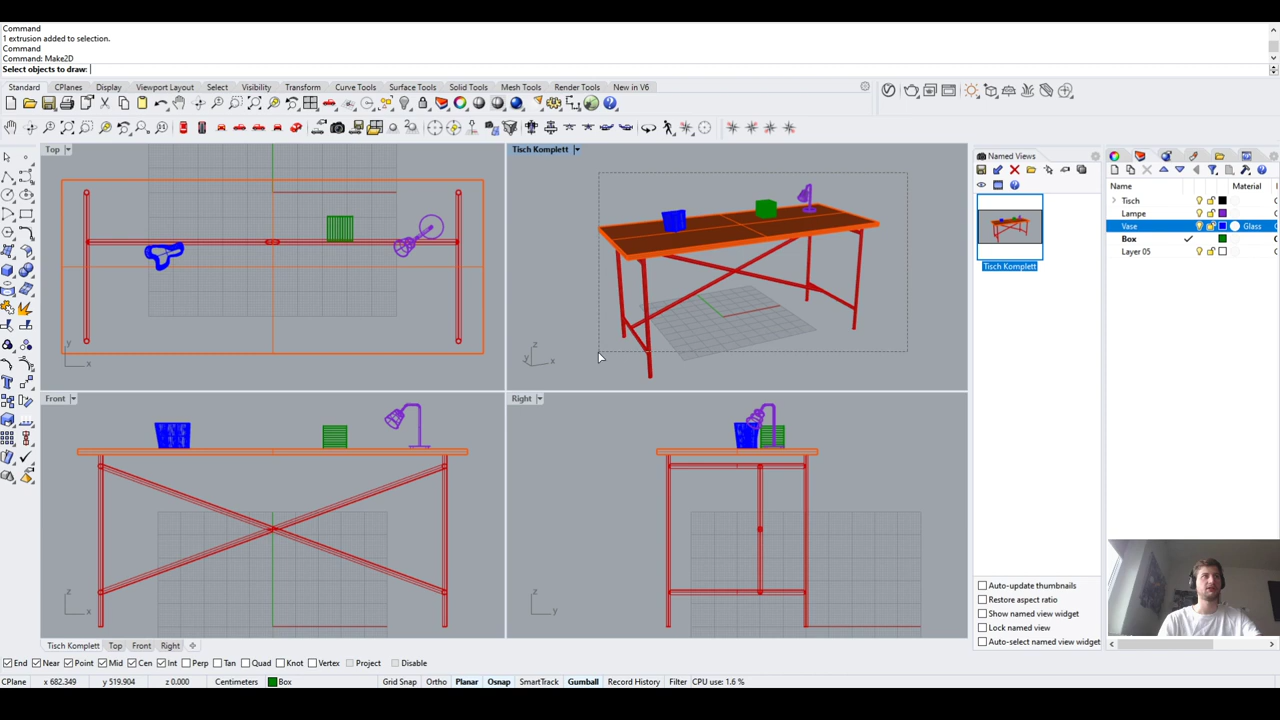 Command
1 extrusion added to selection.
Command
Command: Make2D
Select objects to draw:
Standard CPlanes Display Viewport Layout Select Visibility Transform Curve Tools Surface Tools Solid Tools Mesh Tools Render Tools New in V6
Top
Tisch Komplett
Named Views
Tisch Komplett
Name Material
Tisch
Lampe
Vase Glass
Box
Layer 05
y
x
z
y
x
Front
Right
z
x
z
y
Auto-update thumbnails
Restore aspect ratio
Show named view widget
Lock named view
Auto-select named view widget
Tisch Komplett Top Front Right
End Near Point Mid Cen Int Perp Tan Quad Knot Vertex Project Disable
CPlane x 682.349 y 519.904 z 0.000 Centimeters Box Grid Snap Ortho Planar Osnap SmartTrack Gumball Record History Filter CPU use: 1.6 %